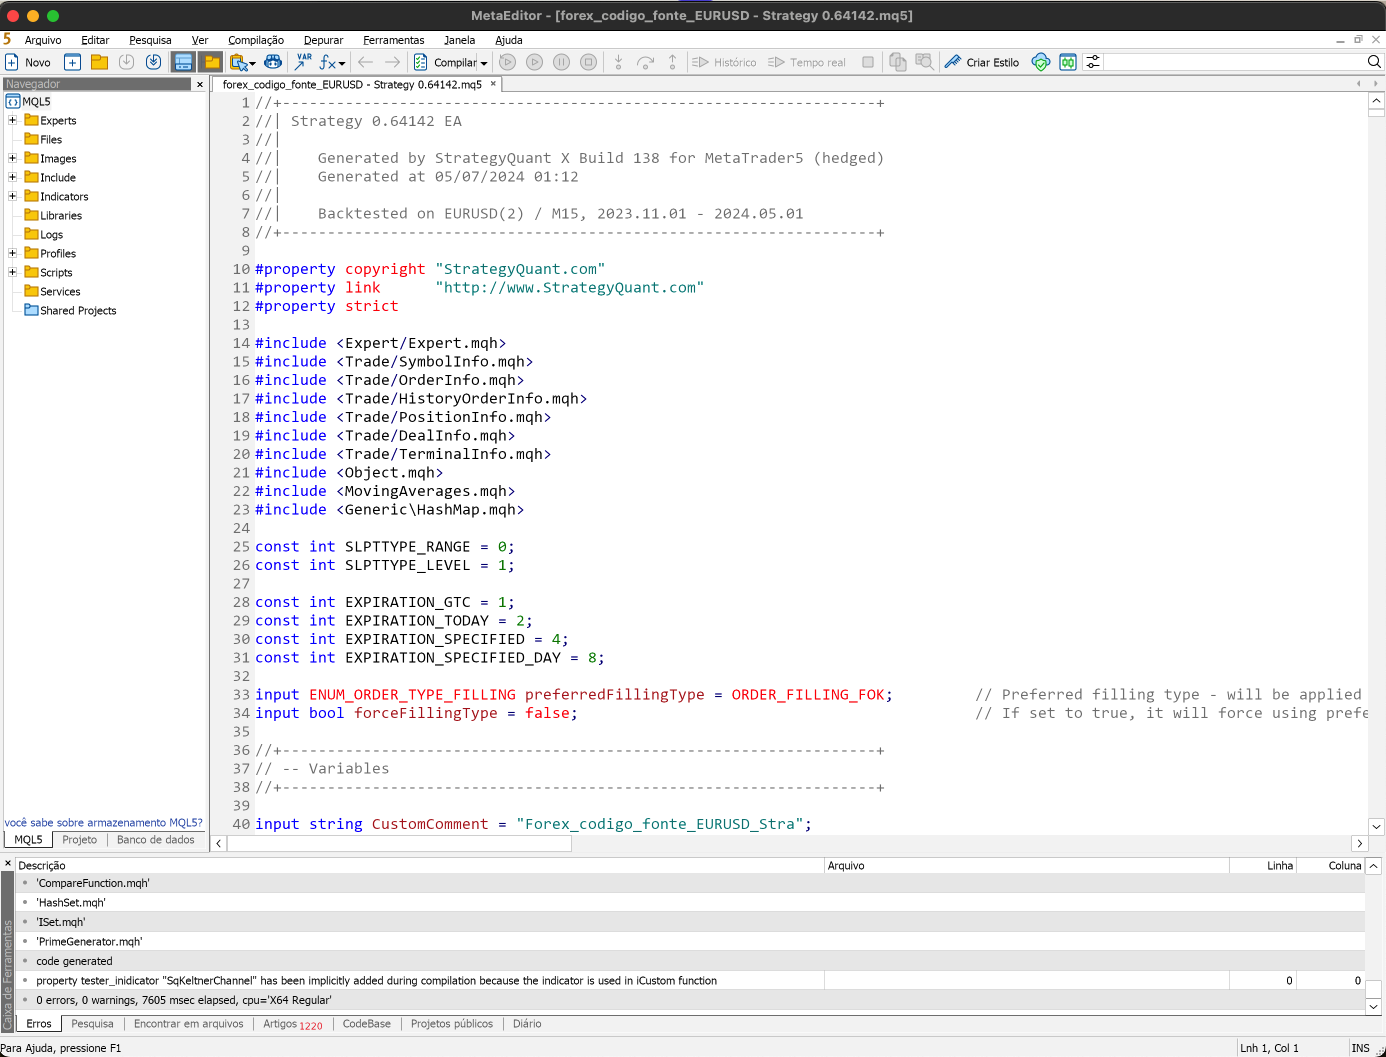 MetaEditor - [forex_codigo_fonte_EURUSD - Strategy 0.64142.mq5]
5 Arquivo Editar Pesquisa Ver Compilação Depurar Ferramentas Janela Ajuda
Novo VAR fx Compilar Histórico Tempo real Criar Estilo
Navegador
MQL5
Experts
Files
Images
Include
Indicators
Libraries
Logs
Profiles
Scripts
Services
Shared Projects
você sabe sobre armazenamento MQL5?
MQL5 Projeto Banco de dados
forex_codigo_fonte_EURUSD - Strategy 0.64142.mq5
1 //+------------------------------------------------------------------+
2 //| Strategy 0.64142 EA
3 //|
4 //|    Generated by StrategyQuant X Build 138 for MetaTrader5 (hedged)
5 //|    Generated at 05/07/2024 01:12
6 //|
7 //|    Backtested on EURUSD(2) / M15, 2023.11.01 - 2024.05.01
8 //+------------------------------------------------------------------+
9
10 #property copyright "StrategyQuant.com"
11 #property link      "http://www.StrategyQuant.com"
12 #property strict
13
14 #include <Expert/Expert.mqh>
15 #include <Trade/SymbolInfo.mqh>
16 #include <Trade/OrderInfo.mqh>
17 #include <Trade/HistoryOrderInfo.mqh>
18 #include <Trade/PositionInfo.mqh>
19 #include <Trade/DealInfo.mqh>
20 #include <Trade/TerminalInfo.mqh>
21 #include <Object.mqh>
22 #include <MovingAverages.mqh>
23 #include <Generic\HashMap.mqh>
24
25 const int SLPTTYPE_RANGE = 0;
26 const int SLPTTYPE_LEVEL = 1;
27
28 const int EXPIRATION_GTC = 1;
29 const int EXPIRATION_TODAY = 2;
30 const int EXPIRATION_SPECIFIED = 4;
31 const int EXPIRATION_SPECIFIED_DAY = 8;
32
33 input ENUM_ORDER_TYPE_FILLING preferredFillingType = ORDER_FILLING_FOK;         // Preferred filling type - will be applied
34 input bool forceFillingType = false;                                            // If set to true, it will force using prefe
35
36 //+------------------------------------------------------------------+
37 // -- Variables
38 //+------------------------------------------------------------------+
39
40 input string CustomComment = "Forex_codigo_fonte_EURUSD_Stra";
Caixa de Ferramentas
Descrição Arquivo Linha Coluna
'CompareFunction.mqh'
'HashSet.mqh'
'ISet.mqh'
'PrimeGenerator.mqh'
code generated
property tester_inidicator "SqKeltnerChannel" has been implicitly added during compilation because the indicator is used in iCustom function 0 0
0 errors, 0 warnings, 7605 msec elapsed, cpu='X64 Regular'
Erros Pesquisa Encontrar em arquivos Artigos 1220 CodeBase Projetos públicos Diário
Para Ajuda, pressione F1 Lnh 1, Col 1 INS